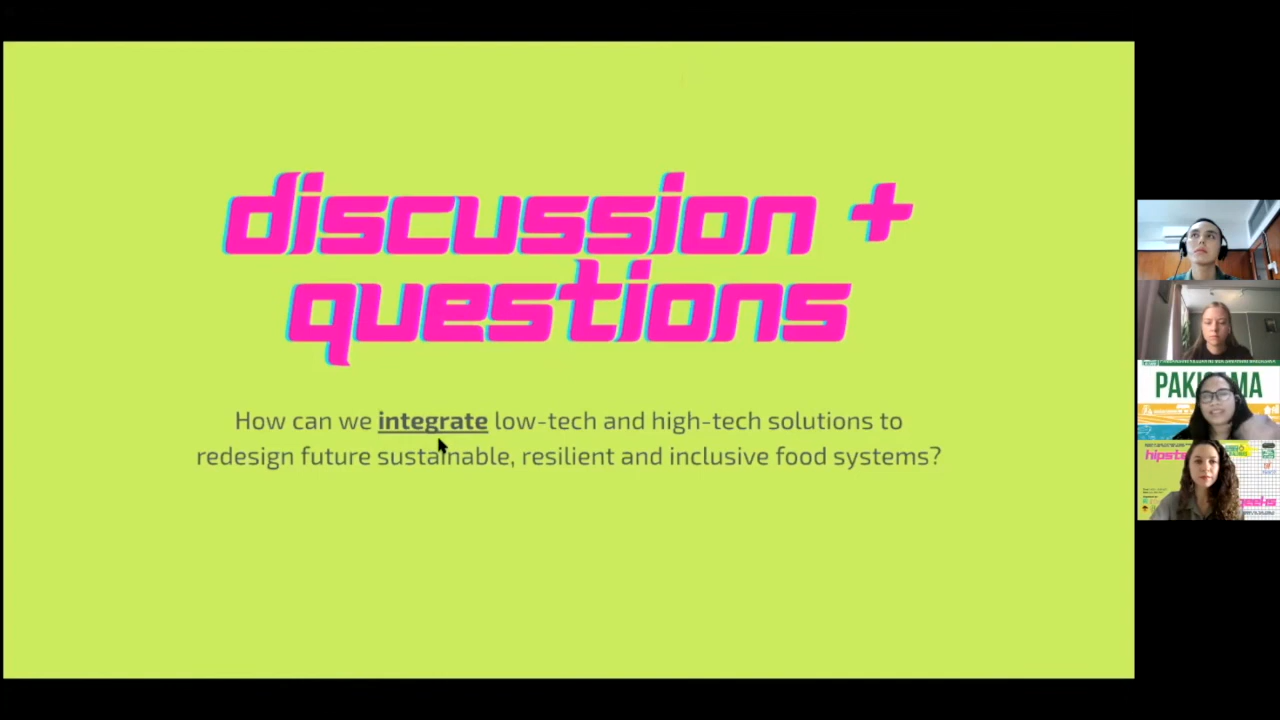 discussion +
questions
How can we integrate low-tech and high-tech solutions to
redesign future sustainable, resilient and inclusive food systems?